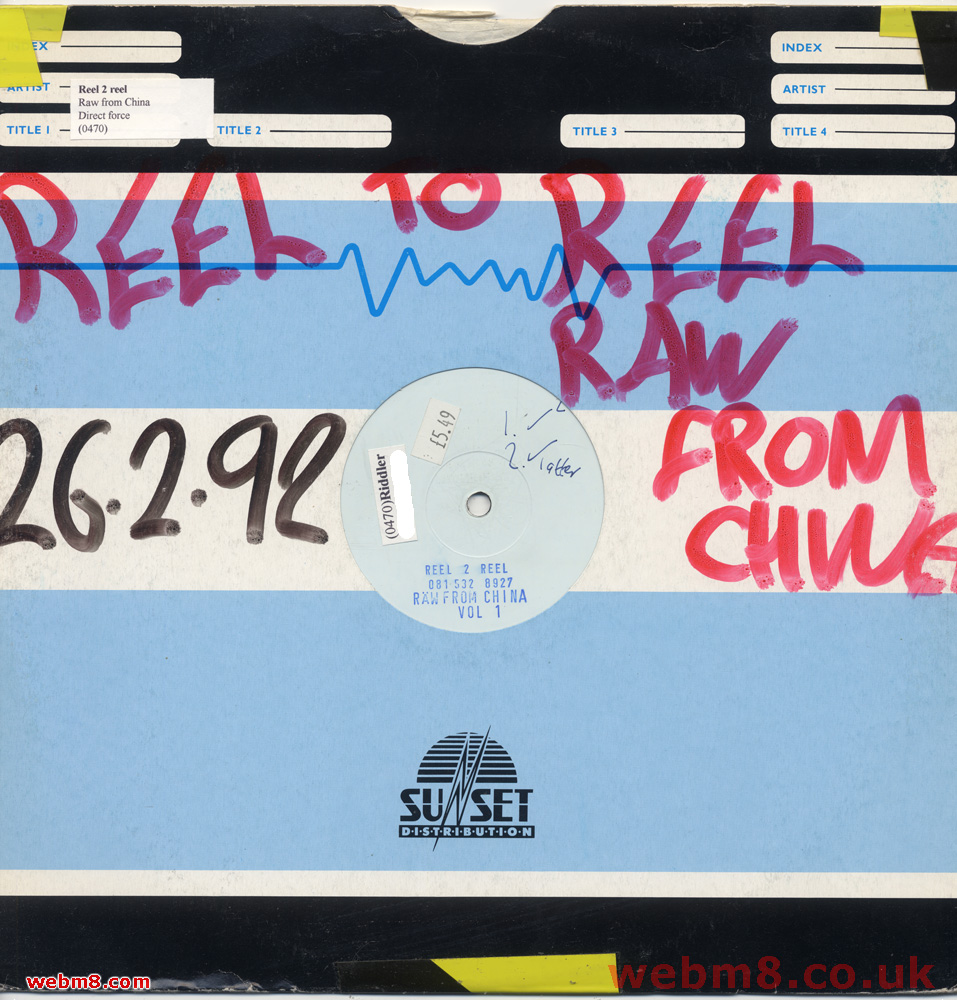 INDEX
INDEX
ARTIST
ARTIST
Reel 2 reel
Raw from China
Direct force
(0470)
TITLE 1
TITLE 2
TITLE 3
TITLE 4
REEL TO REEL
RAW
FROM
26.2.92
£5.49
1.
2.
(0470)Riddler
REEL 2 REEL
081 532 8927
RAW FROM CHINA
VOL 1
SUNSET
DISTRIBUTION
webm8.com
webm8.co.uk